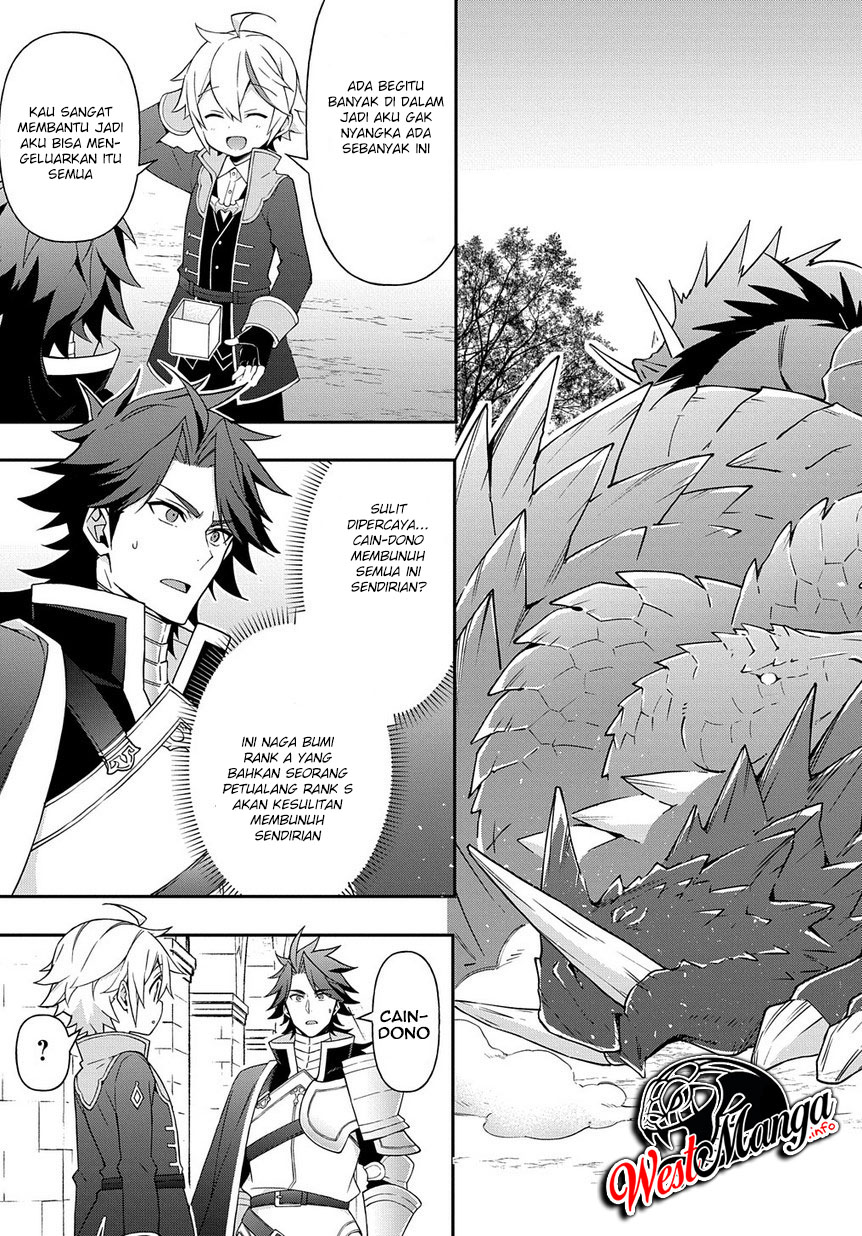 ADA BEGITU
BANYAK DI DALAM
JADI AKU GAK
NYANGKA ADA
SEBANYAK INI
KAU SANGAT
MEMBANTU JADI
AKU BISA MEN-
GELUARKAN ITU
SEMUA
SULIT
DIPERCAYA...
CAIN-DONO
MEMBUNUH
SEMUA INI
SENDIRIAN?
INI NAGA BUMI
RANK A YANG
BAHKAN SEORANG
PETUALANG RANK S
AKAN KESULITAN
MEMBUNUH
SENDIRIAN
CAIN-
DONO
?
WestManga
.info